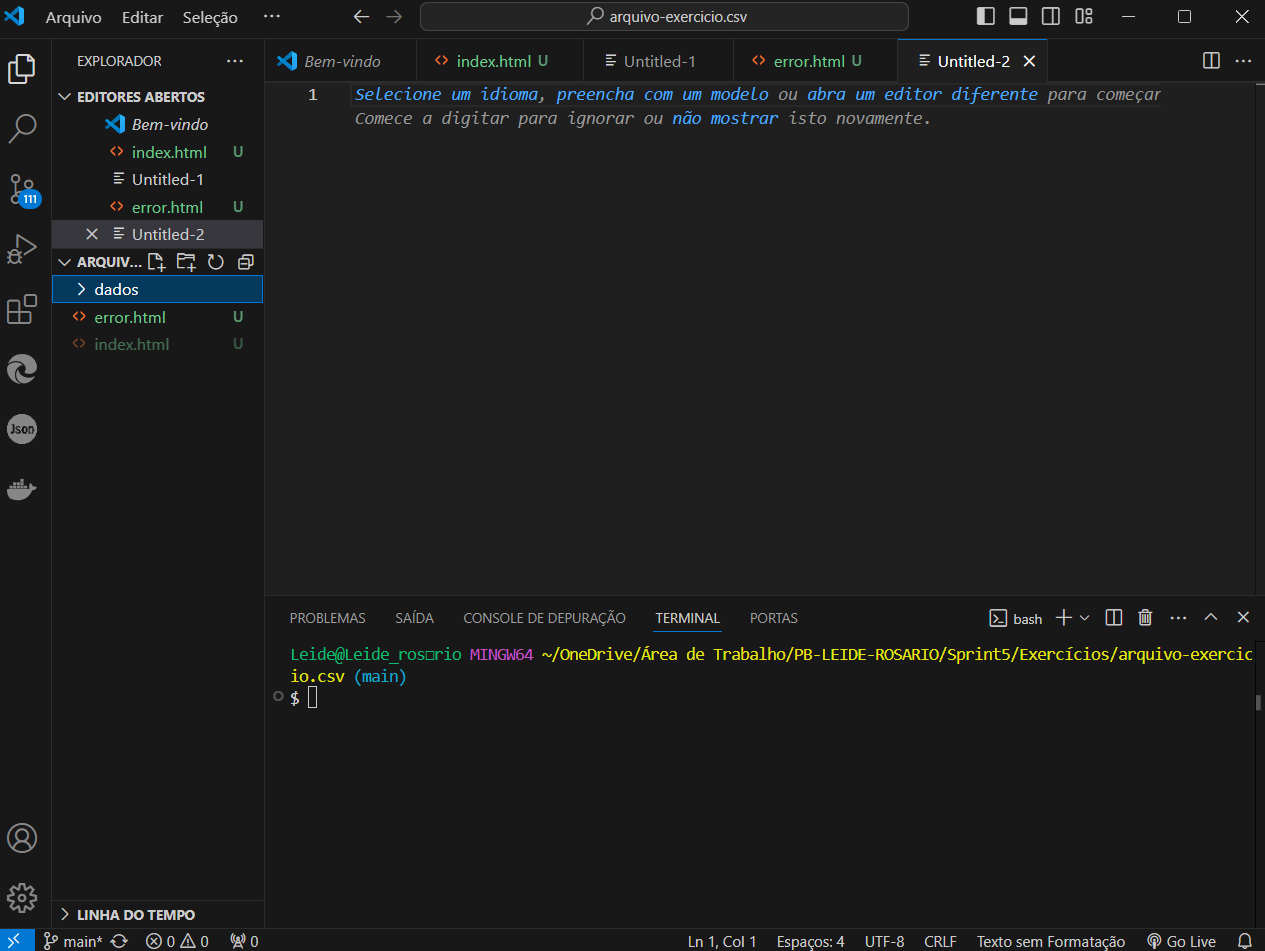 Arquivo Editar Seleção ··· arquivo-exercicio.csv
EXPLORADOR ···
Bem-vindo index.html U Untitled-1 error.html U Untitled-2
EDITORES ABERTOS
Bem-vindo
index.html U
Untitled-1
error.html U
Untitled-2
ARQUIV...
dados
error.html U
index.html U
111
Json
1 Selecione um idioma, preencha com um modelo ou abra um editor diferente para começar
Comece a digitar para ignorar ou não mostrar isto novamente.
PROBLEMAS SAÍDA CONSOLE DE DEPURAÇÃO TERMINAL PORTAS bash
Leide@Leide_ros□rio MINGW64 ~/OneDrive/Área de Trabalho/PB-LEIDE-ROSARIO/Sprint5/Exercícios/arquivo-exercic
io.csv (main)
$
LINHA DO TEMPO
main* 0 0 0 Ln 1, Col 1 Espaços: 4 UTF-8 CRLF Texto sem Formatação Go Live